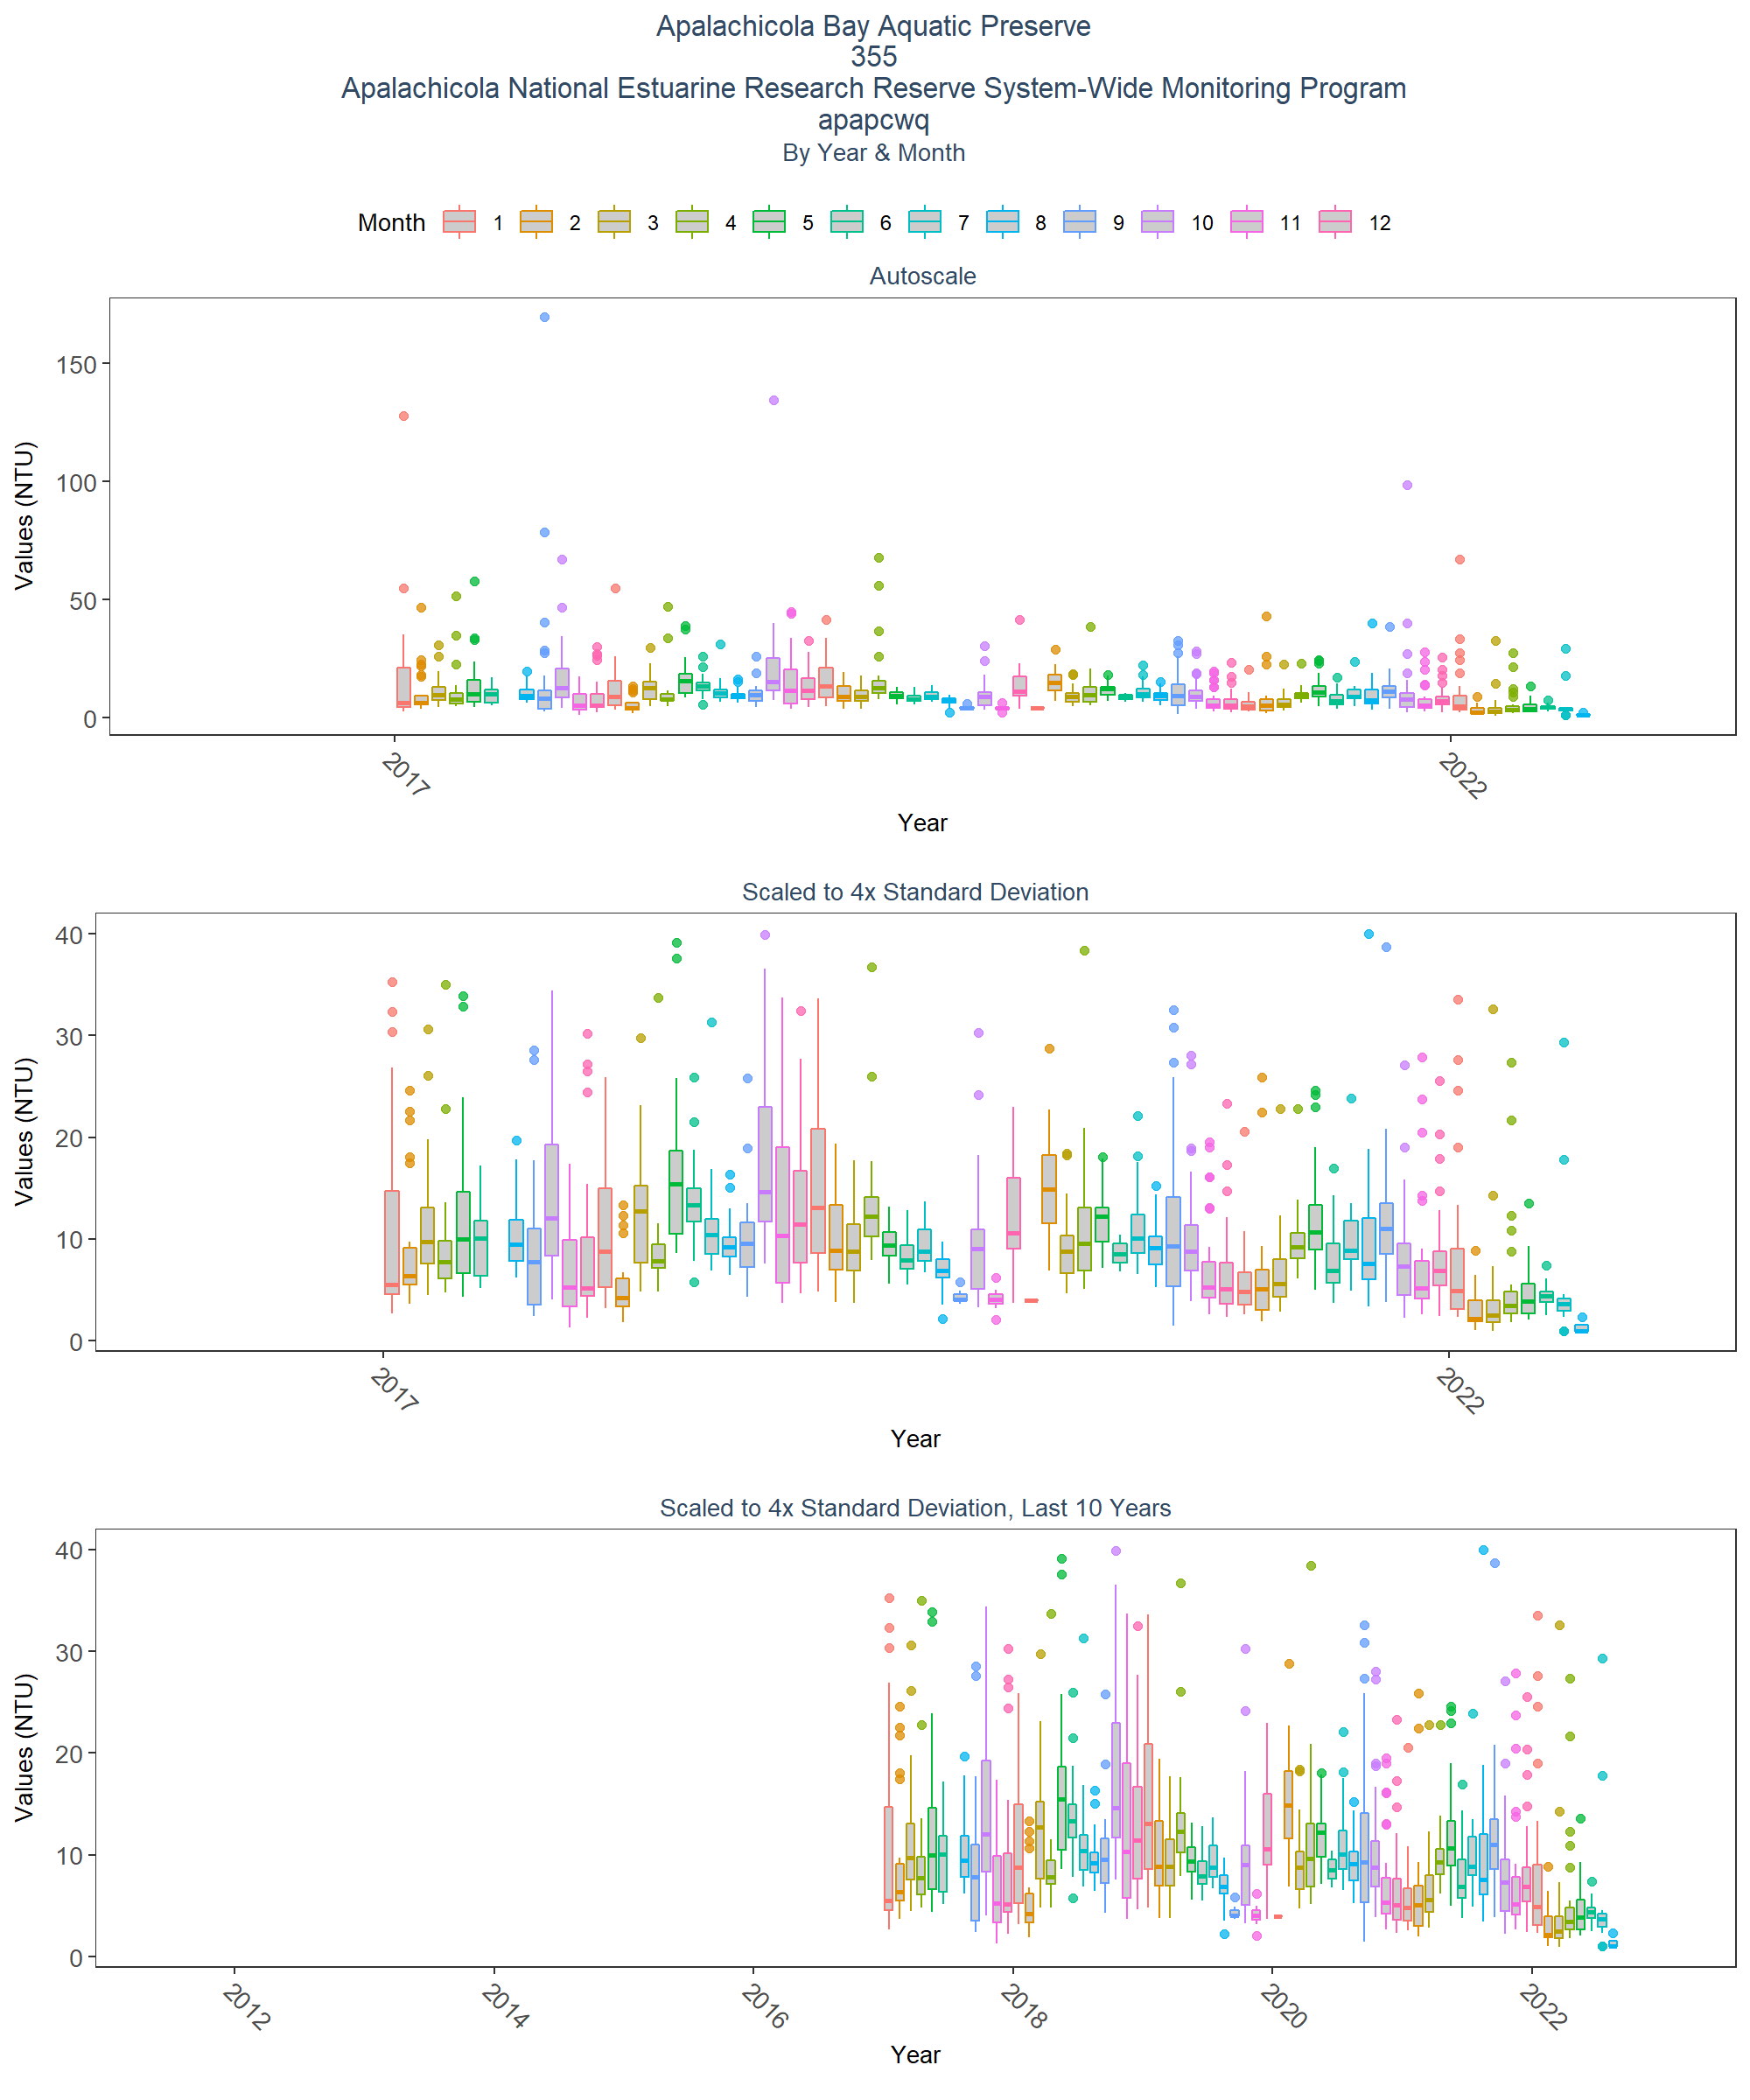 Apalachicola Bay Aquatic Preserve
355
Apalachicola National Estuarine Research Reserve System-Wide Monitoring Program
apapcwq
By Year & Month
Month 1 2 3 4 5 6 7 8 9 10 11 12
Autoscale
Values (NTU)
150
100
50
0
2017 2022
Year
Scaled to 4x Standard Deviation
Values (NTU)
40
30
20
10
0
2017 2022
Year
Scaled to 4x Standard Deviation, Last 10 Years
Values (NTU)
40
30
20
10
0
2012 2014 2016 2018 2020 2022
Year